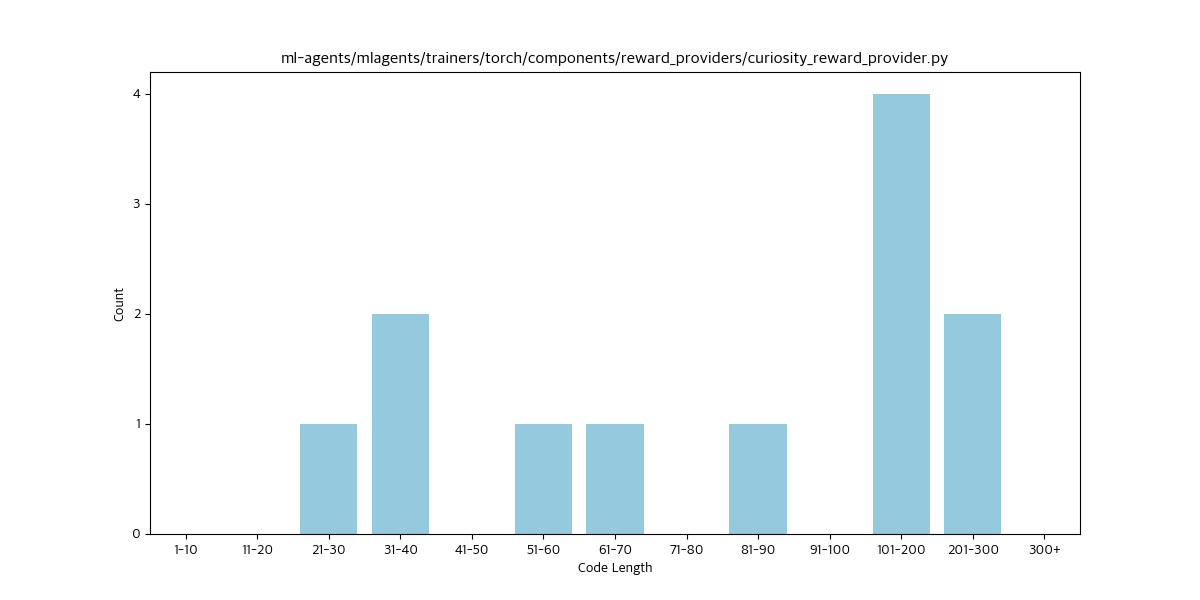 ml-agents/mlagents/trainers/torch/components/reward_providers/curiosity_reward_provider.py
4
3
2
1
0
Count
1-10 11-20 21-30 31-40 41-50 51-60 61-70 71-80 81-90 91-100 101-200 201-300 300+
Code Length